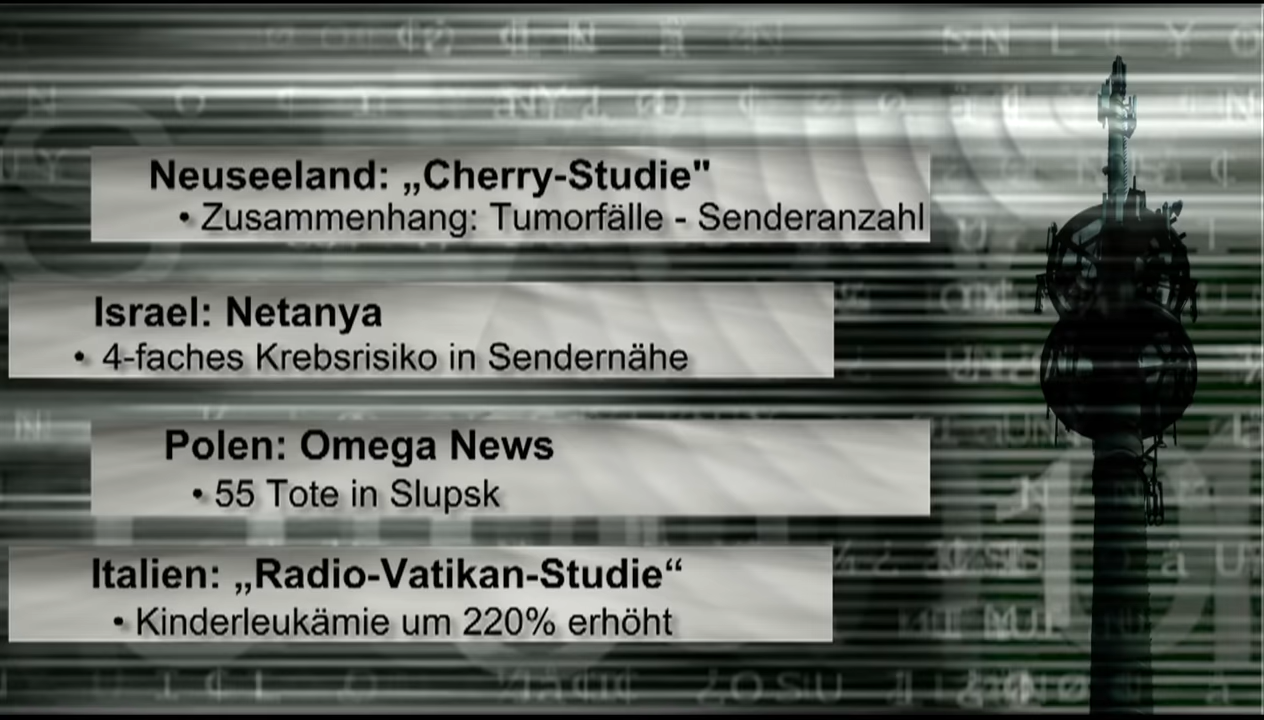 Neuseeland: „Cherry-Studie"
• Zusammenhang: Tumorfälle - Senderanzahl
Israel: Netanya
• 4-faches Krebsrisiko in Sendernähe
Polen: Omega News
• 55 Tote in Slupsk
Italien: „Radio-Vatikan-Studie“
• Kinderleukämie um 220% erhöht